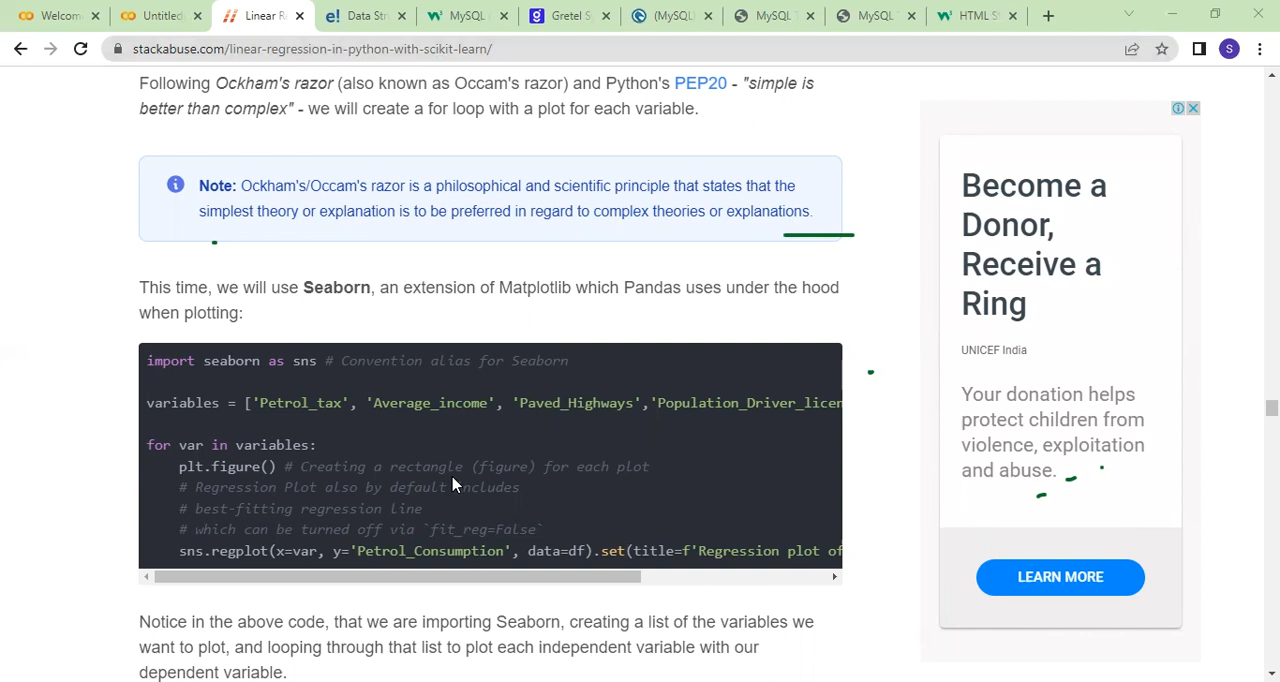 Welcom
Untitled
Linear R
Data Str
MySQL
Gretel Sy
(MySQL
MySQL T
MySQL T
HTML S
stackabuse.com/linear-regression-in-python-with-scikit-learn/
S
Following Ockham's razor (also known as Occam's razor) and Python's PEP20 - "simple is
better than complex" - we will create a for loop with a plot for each variable.
Note: Ockham's/Occam's razor is a philosophical and scientific principle that states that the
simplest theory or explanation is to be preferred in regard to complex theories or explanations.
This time, we will use Seaborn, an extension of Matplotlib which Pandas uses under the hood
when plotting:
import seaborn as sns # Convention alias for Seaborn
variables = ['Petrol_tax', 'Average_income', 'Paved_Highways','Population_Driver_licen
for var in variables:
plt.figure() # Creating a rectangle (figure) for each plot
# Regression Plot also by default includes
# best-fitting regression line
# which can be turned off via `fit_reg=False`
sns.regplot(x=var, y='Petrol_Consumption', data=df).set(title=f'Regression plot of
Notice in the above code, that we are importing Seaborn, creating a list of the variables we
want to plot, and looping through that list to plot each independent variable with our
dependent variable.
Become a
Donor,
Receive a
Ring
UNICEF India
Your donation helps
protect children from
violence, exploitation
and abuse.
LEARN MORE